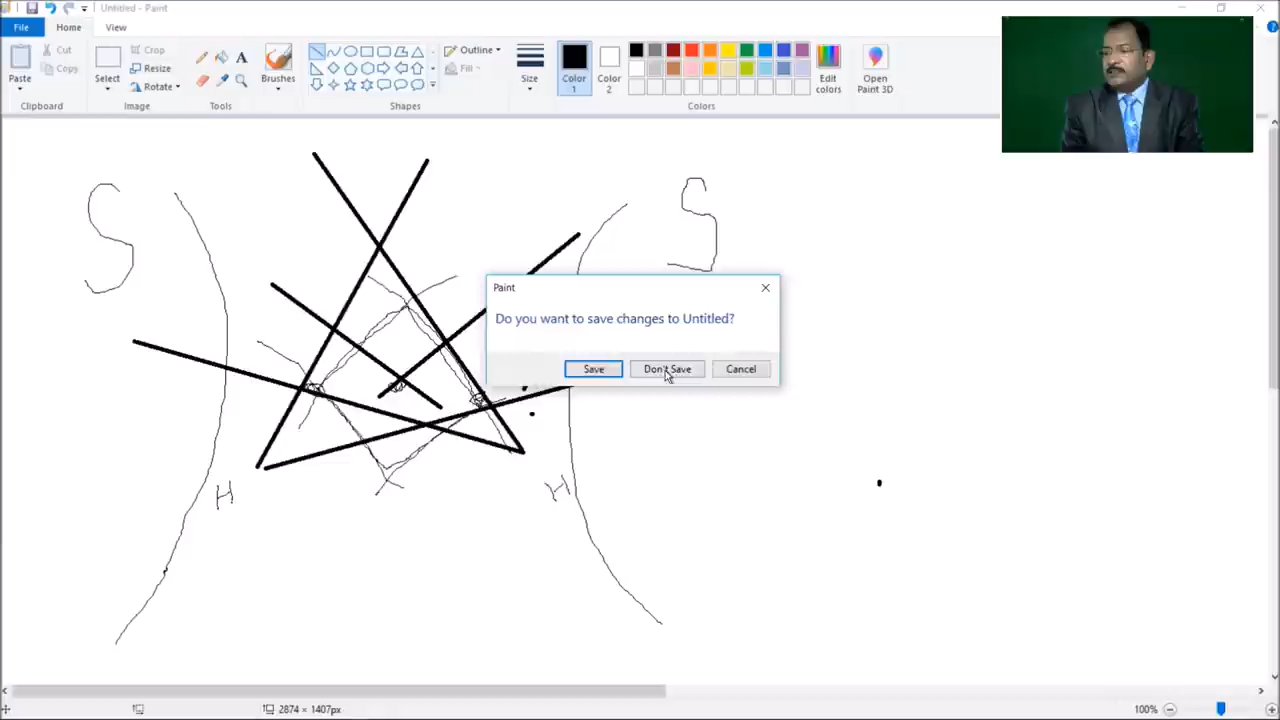 Untitled - Paint
File
Home
View
Paste
Cut
Copy
Clipboard
Select
Crop
Resize
Rotate
Image
Tools
Brushes
Shapes
Outline
Fill
Size
Color
1
Color
2
Edit
colors
Open
Paint 3D
Colors
S
S
Paint
Do you want to save changes to Untitled?
Save
Don't Save
Cancel
H
H
2874 × 1407px
100%